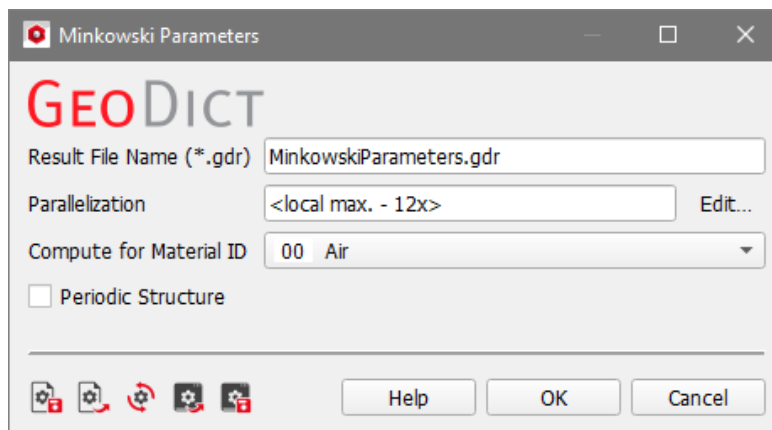 Minkowski Parameters
GEODICT
Result File Name (*.gdr) MinkowskiParameters.gdr
Parallelization <local max. - 12x> Edit...
Compute for Material ID 00 Air
Periodic Structure
Help OK Cancel